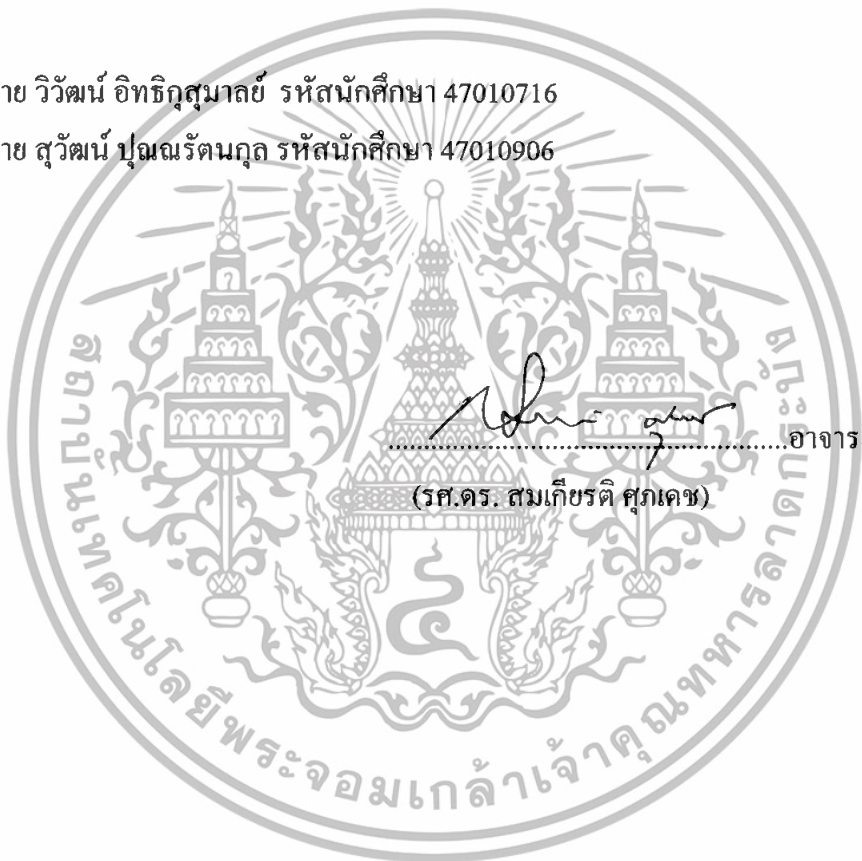 าย วิวัฒน์ อิทธิกุสุมาลย์ รหัสนักศึกษา 47010716
าย สุวัฒน์ ปุณณรัตนกุล รหัสนักศึกษา 47010906
....................................................อาจาร
(รศ.ดร. สมเกียรติ ศุภเดช)
สถาบันเทคโนโลยีพระจอมเกล้าเจ้าคุณทหารลาดกระบัง